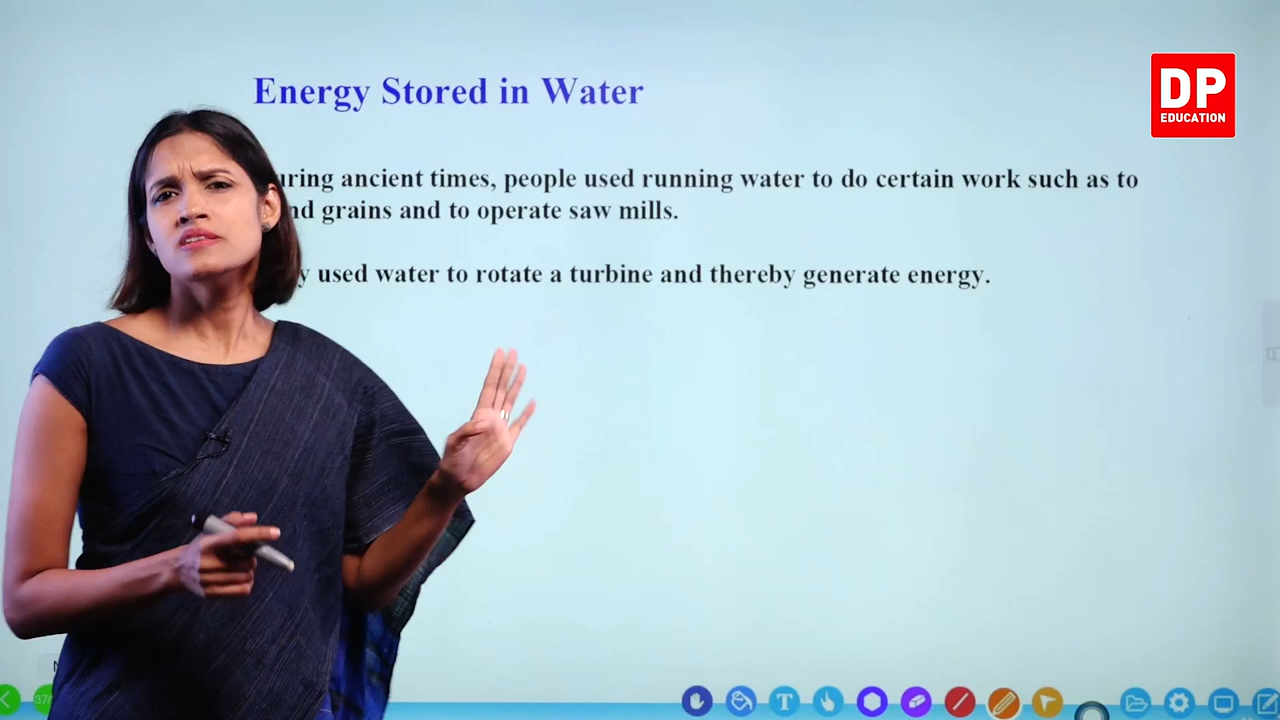 Energy Stored in Water
DP
EDUCATION
uring ancient times, people used running water to do certain work such as to
nd grains and to operate saw mills.
y used water to rotate a turbine and thereby generate energy.
37/